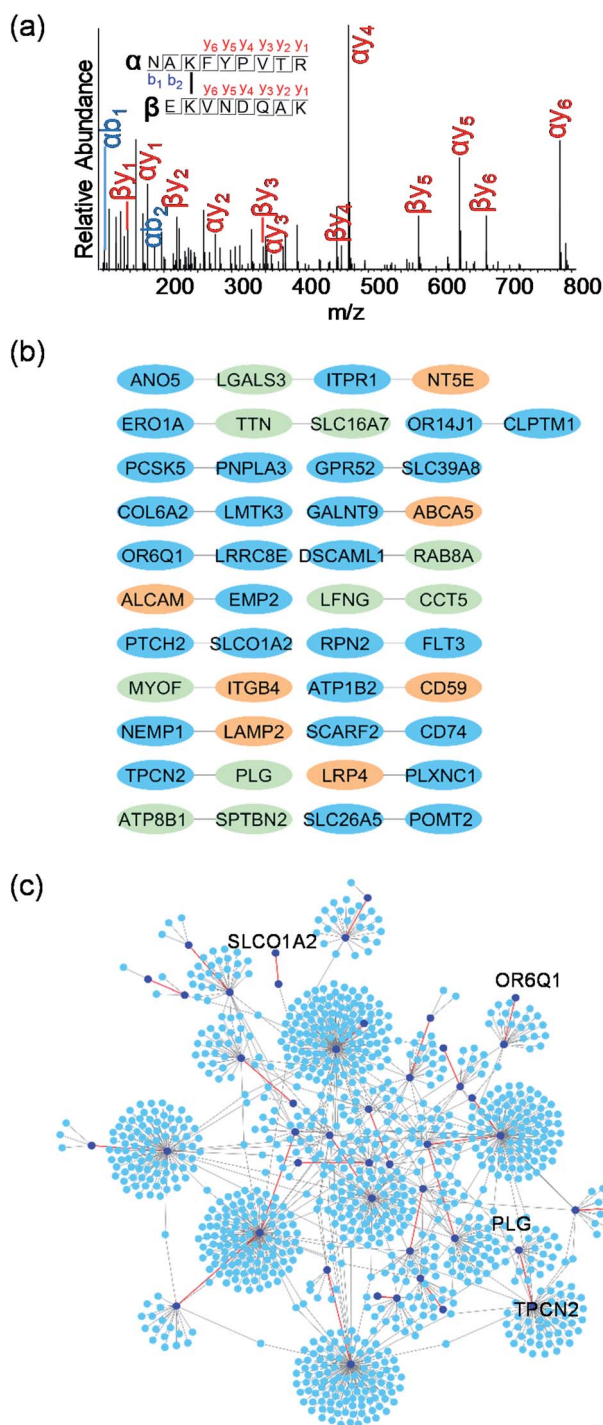 (a)
y6 y5 y4 y3 y2 y1
α NAKFYPVTR
b1 b2
y6 y5 y4 y3 y2 y1
β EKVNDQAK
Relative Abundance
αb1
βy1
αy1
αb2
βy2
αy2
βy3
αy3
βy4
αy4
βy5
αy5
βy6
αy6
200 300 400 500 600 700 800
m/z
(b)
ANO5 LGALS3 ITPR1 NT5E
ERO1A TTN SLC16A7 OR14J1 CLPTM1
PCSK5 PNPLA3 GPR52 SLC39A8
COL6A2 LMTK3 GALNT9 ABCA5
OR6Q1 LRRC8E DSCAML1 RAB8A
ALCAM EMP2 LFNG CCT5
PTCH2 SLCO1A2 RPN2 FLT3
MYOF ITGB4 ATP1B2 CD59
NEMP1 LAMP2 SCARF2 CD74
TPCN2 PLG LRP4 PLXNC1
ATP8B1 SPTBN2 SLC26A5 POMT2
(c)
SLCO1A2
OR6Q1
PLG
TPCN2